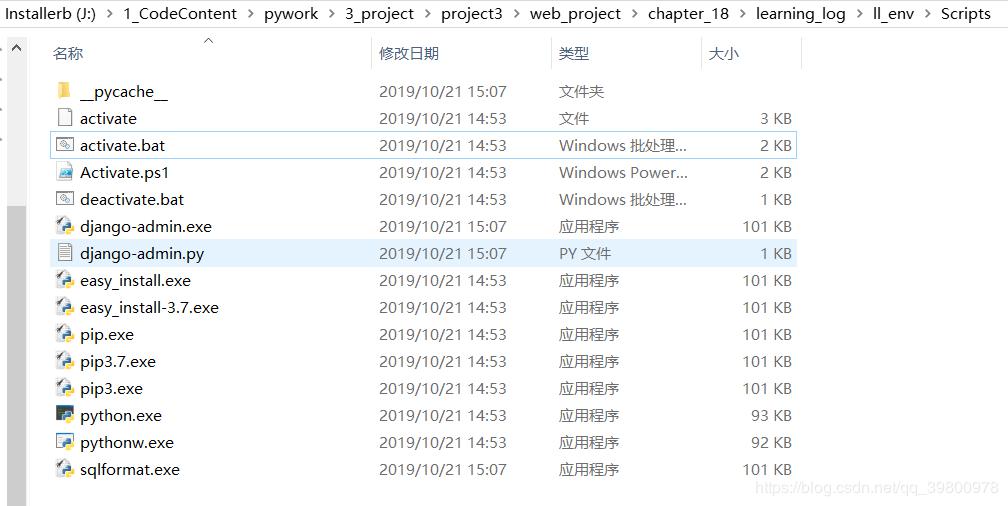 Installerb (J:) > 1_CodeContent > pywork > 3_project > project3 > web_project > chapter_18 > learning_log > ll_env > Scripts
名称 修改日期 类型 大小
__pycache__ 2019/10/21 15:07 文件夹
activate 2019/10/21 14:53 文件 3 KB
activate.bat 2019/10/21 14:53 Windows 批处理... 2 KB
Activate.ps1 2019/10/21 14:53 Windows Power... 2 KB
deactivate.bat 2019/10/21 14:53 Windows 批处理... 1 KB
django-admin.exe 2019/10/21 15:07 应用程序 101 KB
django-admin.py 2019/10/21 15:07 PY 文件 1 KB
easy_install.exe 2019/10/21 14:53 应用程序 101 KB
easy_install-3.7.exe 2019/10/21 14:53 应用程序 101 KB
pip.exe 2019/10/21 14:53 应用程序 101 KB
pip3.7.exe 2019/10/21 14:53 应用程序 101 KB
pip3.exe 2019/10/21 14:53 应用程序 101 KB
python.exe 2019/10/21 14:53 应用程序 93 KB
pythonw.exe 2019/10/21 14:53 应用程序 92 KB
sqlformat.exe 2019/10/21 15:07 应用程序 101 KB
https://blog.csdn.net/qq_39800978